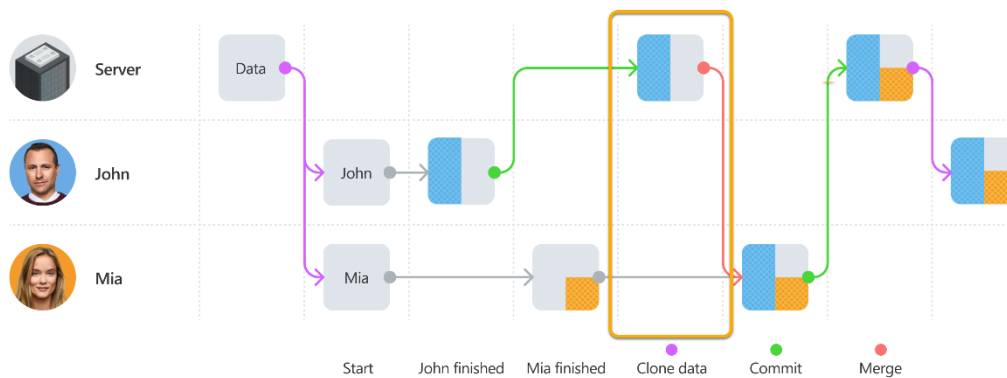 Server
Data
John
John
Mia
Mia
Start
John finished
Mia finished
Clone data
Commit
Merge